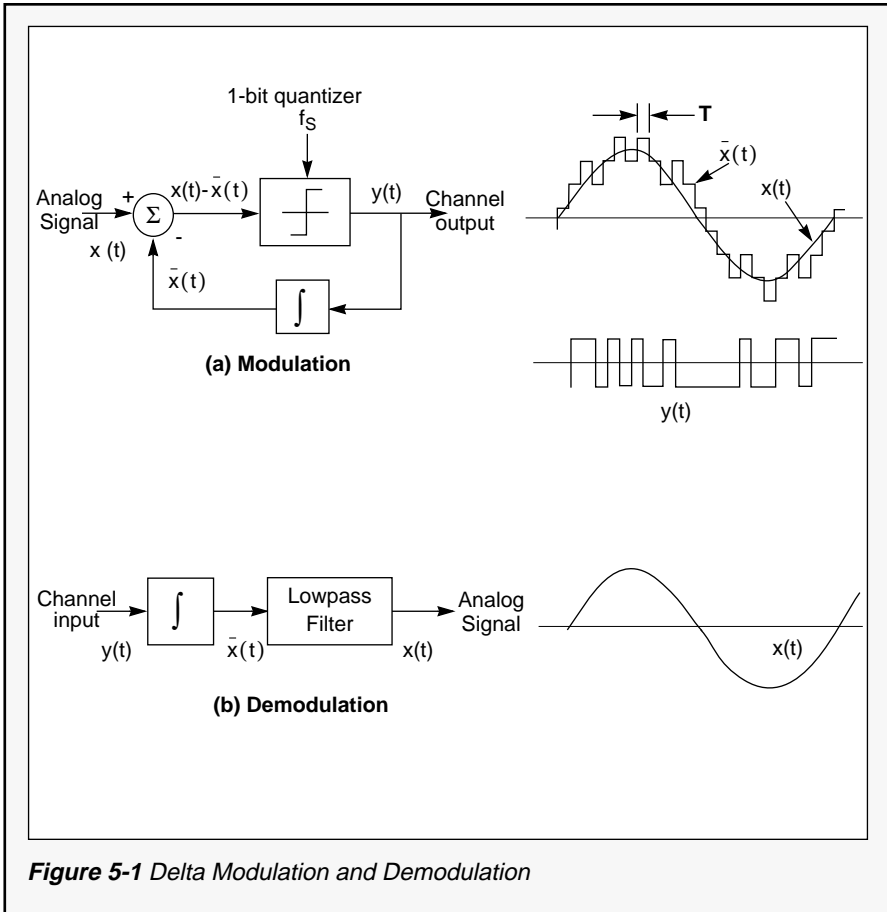 1-bit quantizer
fS
T
x̄(t)
x(t)
Analog
Signal
x (t)
+
Σ
-
x(t)-x̄(t)
y(t)
Channel
output
x̄(t)
∫
(a) Modulation
y(t)
Channel
input
y(t)
∫
x̄(t)
Lowpass
Filter
x(t)
Analog
Signal
x(t)
(b) Demodulation
Figure 5-1 Delta Modulation and Demodulation